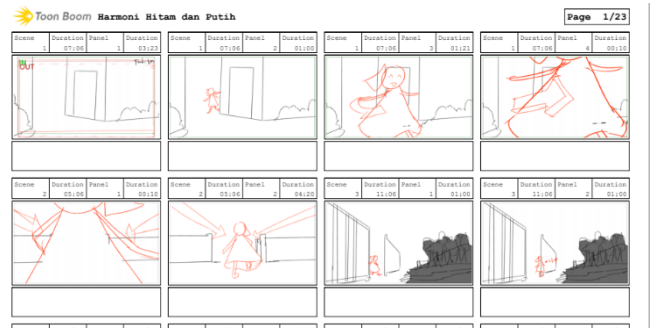 Toon Boom Harmoni Hitam dan Putih Page 1/23
Scene Duration Panel Duration Scene Duration Panel Duration Scene Duration Panel Duration Scene Duration Panel Duration
1 07:06 1 03:23 1 07:06 2 01:00 1 07:06 3 01:21 1 07:06 4 00:10
IN
OUT
Scene Duration Panel Duration Scene Duration Panel Duration Scene Duration Panel Duration Scene Duration Panel Duration
2 05:06 1 00:10 2 05:06 2 04:20 3 11:06 1 01:00 3 11:06 2 01:00